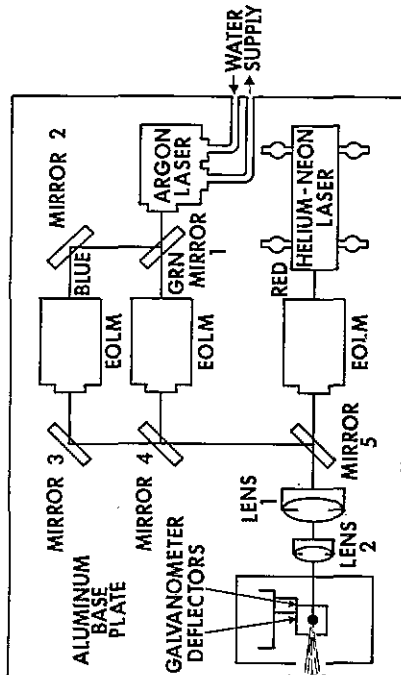 WATER
SUPPLY
MIRROR 2
ARGON
LASER
BLUE
GRN
MIRROR
1
HELIUM-NEON
LASER
RED
EOLM
EOLM
EOLM
MIRROR 3
MIRROR 4
MIRROR 5
LENS
1
LENS
2
ALUMINUM
BASE
PLATE
GALVANOMETER
DEFLECTORS